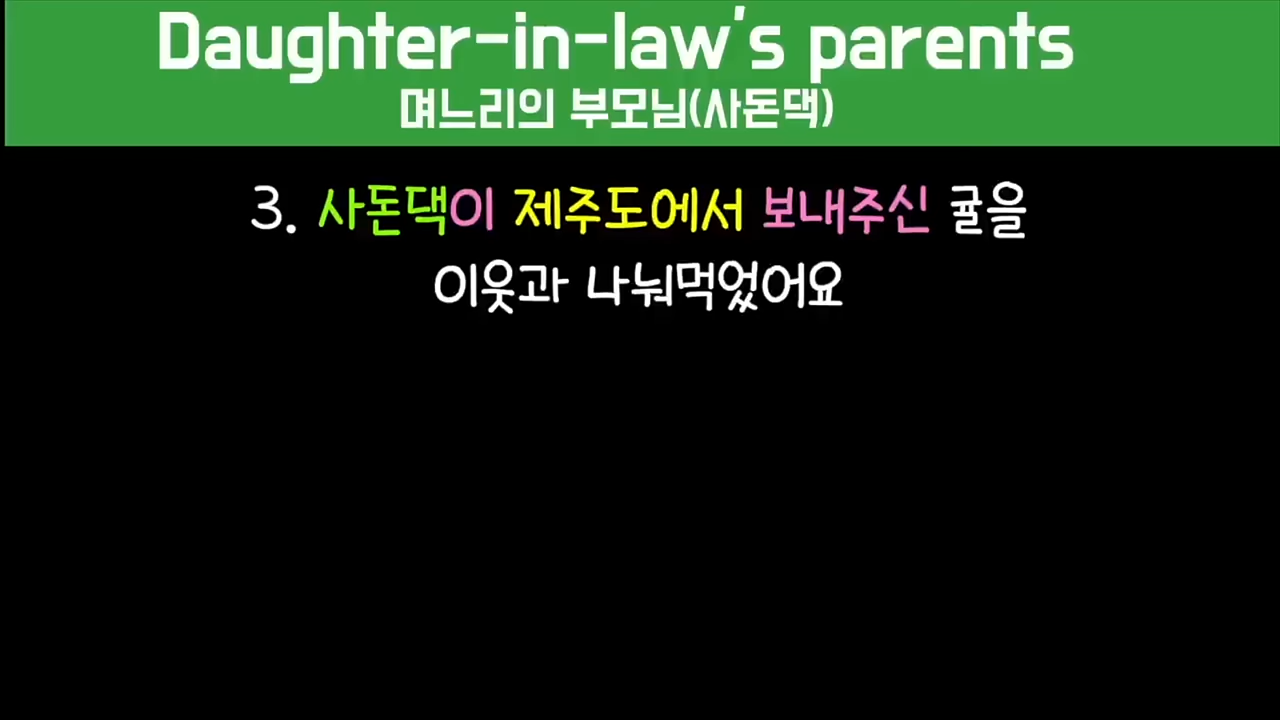 Daughter-in-law's parents
며느리의 부모님(사돈댁)
3. 사돈댁이 제주도에서 보내주신 귤을
이웃과 나눠먹었어요